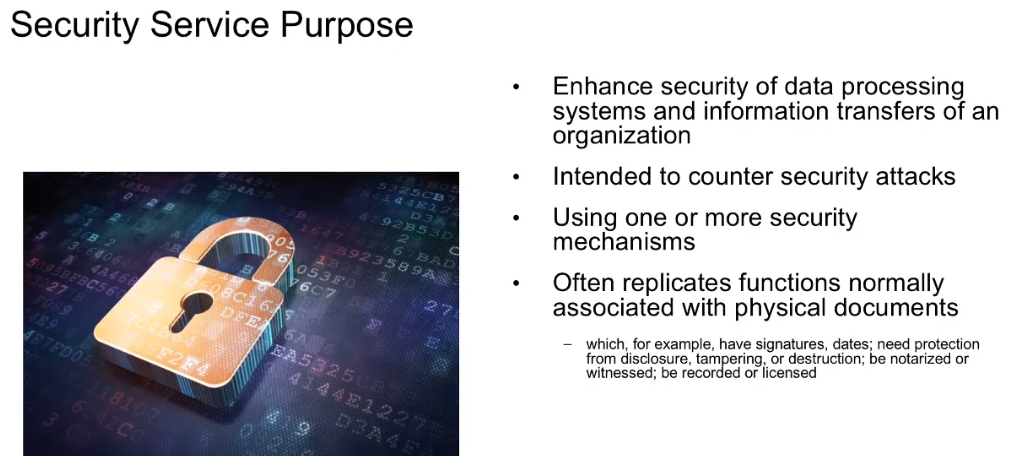 Security Service Purpose
• Enhance security of data processing
systems and information transfers of an
organization
• Intended to counter security attacks
• Using one or more security
mechanisms
• Often replicates functions normally
associated with physical documents
– which, for example, have signatures, dates; need protection
from disclosure, tampering, or destruction; be notarized or
witnessed; be recorded or licensed